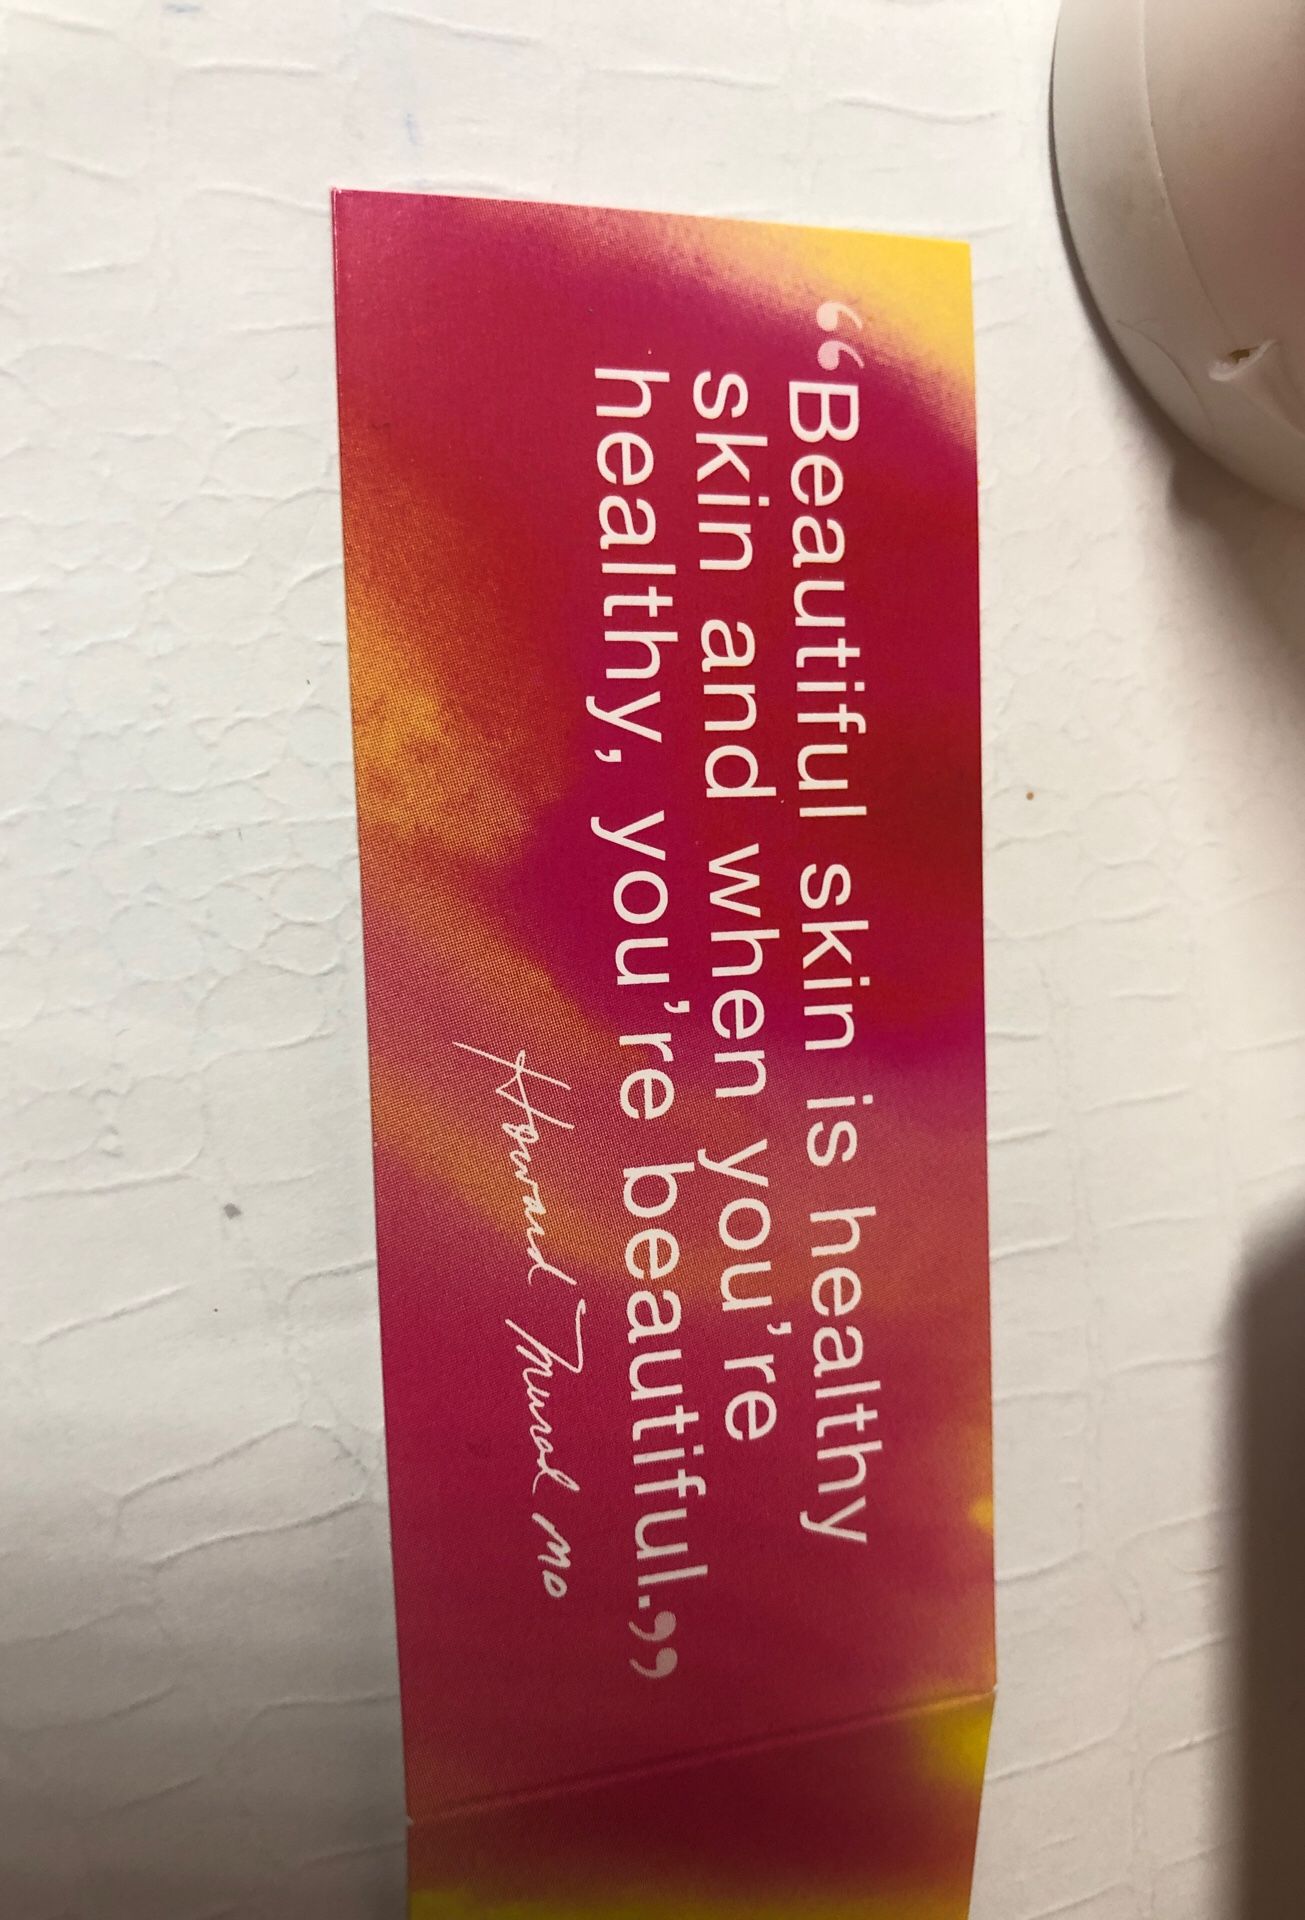 “Beautiful skin is healthy
skin and when you’re
healthy, you’re beautiful.”
Howard Murad MD